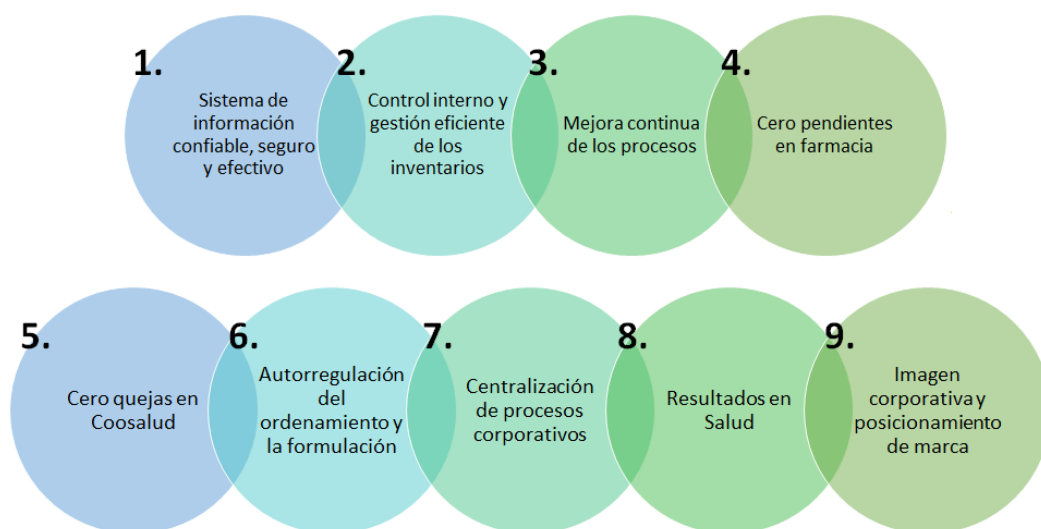 1.
Sistema de
información
confiable, seguro
y efectivo
2.
Control interno y
gestión eficiente
de los
inventarios
3.
Mejora continua
de los procesos
4.
Cero pendientes
en farmacia
5.
Cero quejas en
Coosalud
6.
Autorregulación
del
ordenamiento y
la formulación
7.
Centralización
de procesos
corporativos
8.
Resultados en
Salud
9.
Imagen
corporativa y
posicionamiento
de marca